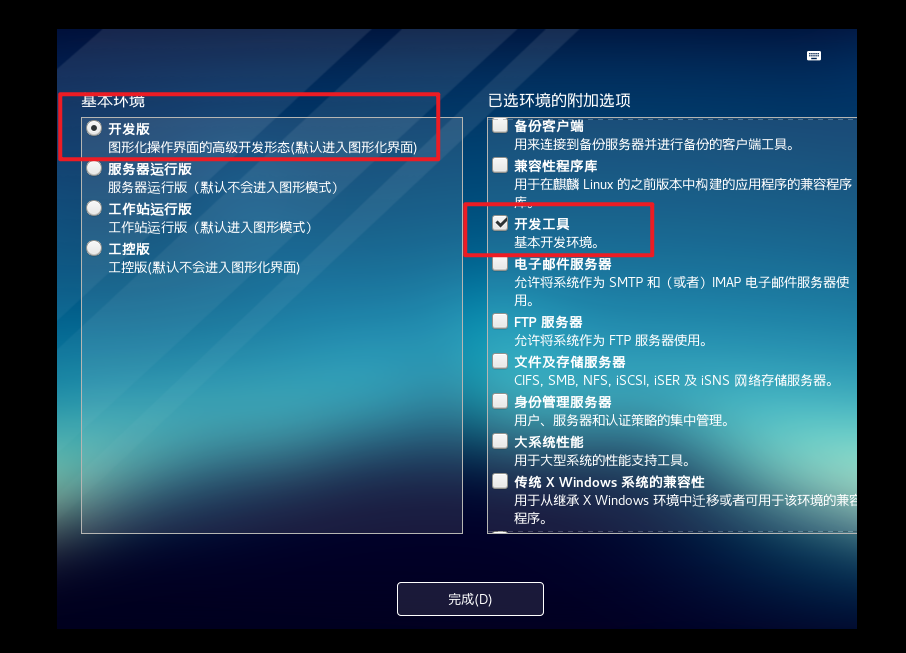 基本环境
开发版
图形化操作界面的高级开发形态(默认进入图形化界面)
服务器运行版
服务器运行版（默认不会进入图形模式）
工作站运行版
工作站运行版（默认进入图形模式）
工控版
工控版(默认不会进入图形化界面)
已选环境的附加选项
备份客户端
用来连接到备份服务器并进行备份的客户端工具。
兼容性程序库
用于在麒麟 Linux 的之前版本中构建的应用程序的兼容程序
库。
开发工具
基本开发环境。
电子邮件服务器
允许将系统作为 SMTP 和（或者）IMAP 电子邮件服务器使
用。
FTP 服务器
允许将系统作为 FTP 服务器使用。
文件及存储服务器
CIFS, SMB, NFS, iSCSI, iSER 及 iSNS 网络存储服务器。
身份管理服务器
用户、服务器和认证策略的集中管理。
大系统性能
用于大型系统的性能支持工具。
传统 X Windows 系统的兼容性
用于从继承 X Windows 环境中迁移或者可用于该环境的兼容
程序。
完成(D)